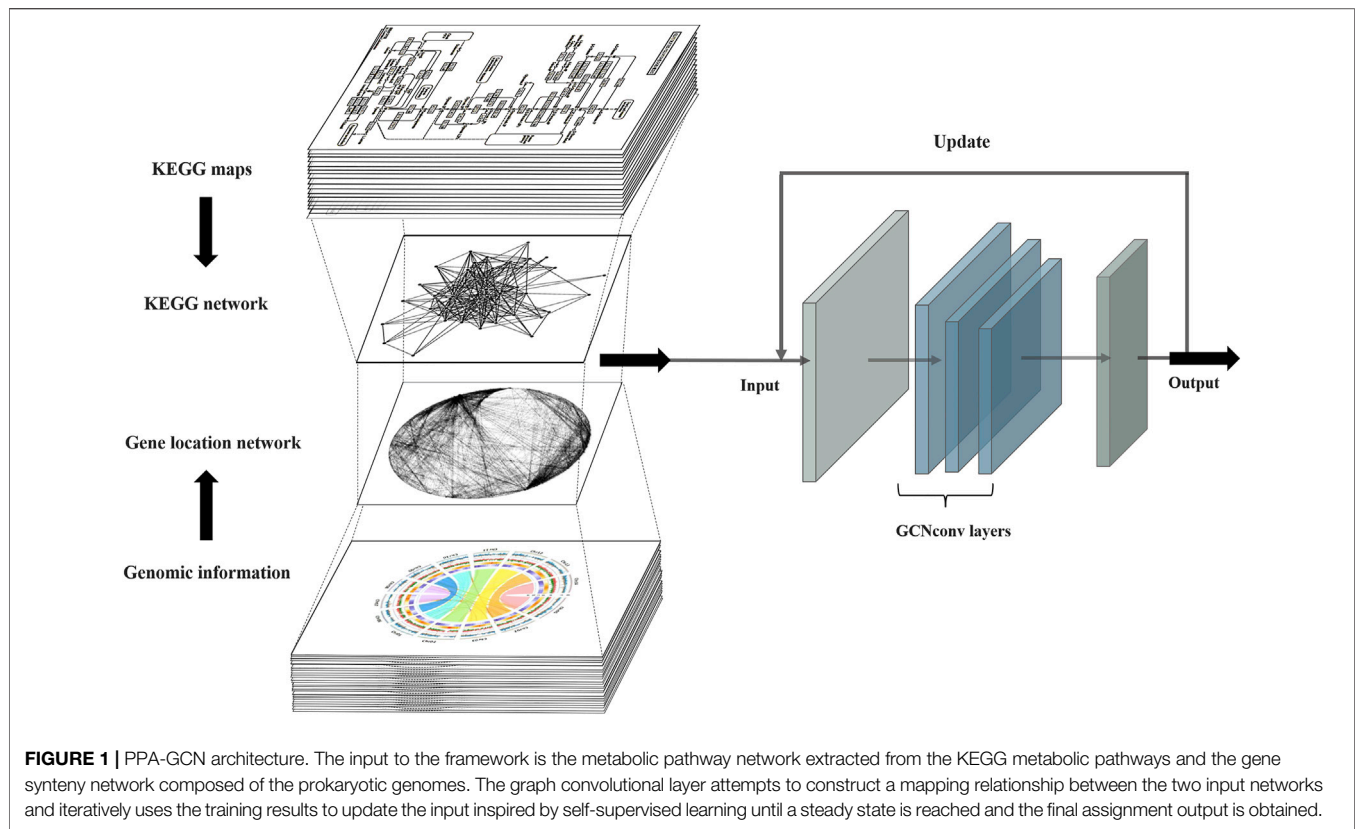 KEGG maps
KEGG network
Gene location network
Genomic information
Update
Input
Output
GCNconv layers
FIGURE 1 | PPA-GCN architecture. The input to the framework is the metabolic pathway network extracted from the KEGG metabolic pathways and the gene
synteny network composed of the prokaryotic genomes. The graph convolutional layer attempts to construct a mapping relationship between the two input networks
and iteratively uses the training results to update the input inspired by self-supervised learning until a steady state is reached and the final assignment output is obtained.